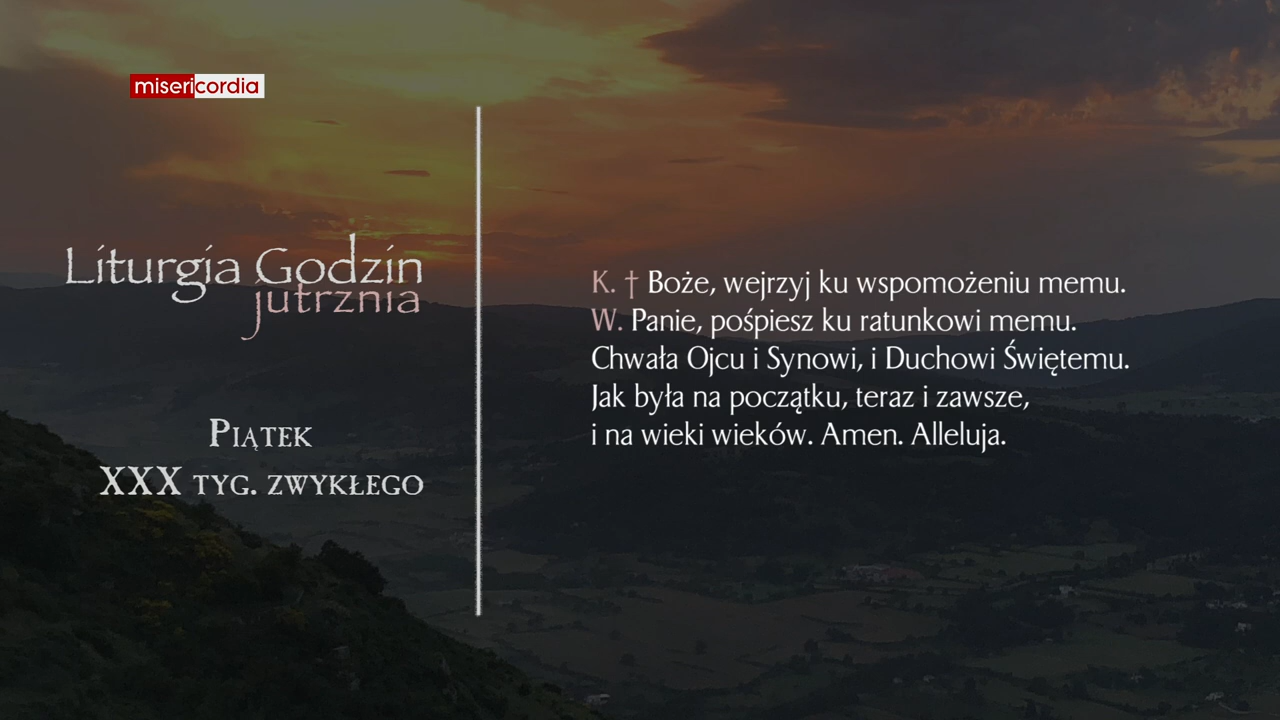 misericordia
Liturgia Godzin
jutrznia
Piątek
XXX tyg. zwykłego
K. † Boże, wejrzyj ku wspomożeniu memu.
W. Panie, pośpiesz ku ratunkowi memu.
Chwała Ojcu i Synowi, i Duchowi Świętemu.
Jak była na początku, teraz i zawsze,
i na wieki wieków. Amen. Alleluja.